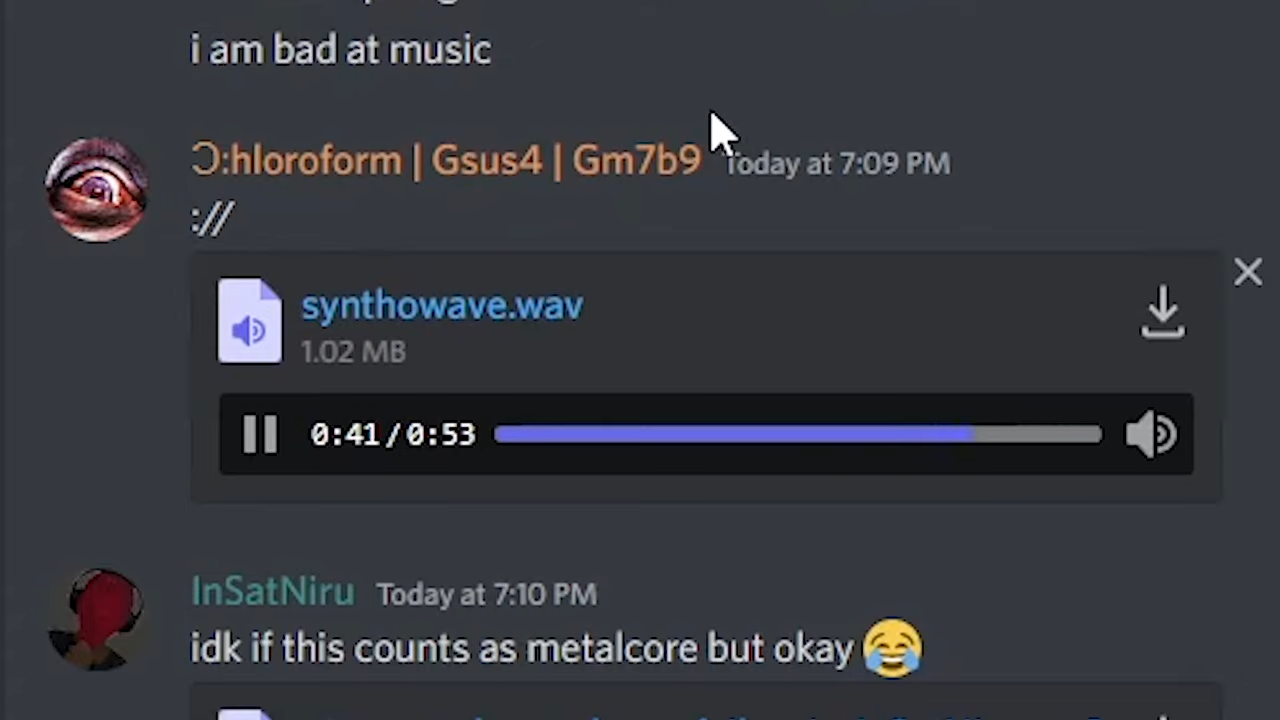 i am bad at music
Ɔ:hloroform | Gsus4 | Gm7b9 Today at 7:09 PM
://
synthowave.wav
1.02 MB
0:41/0:53
InSatNiru Today at 7:10 PM
idk if this counts as metalcore but okay 😂